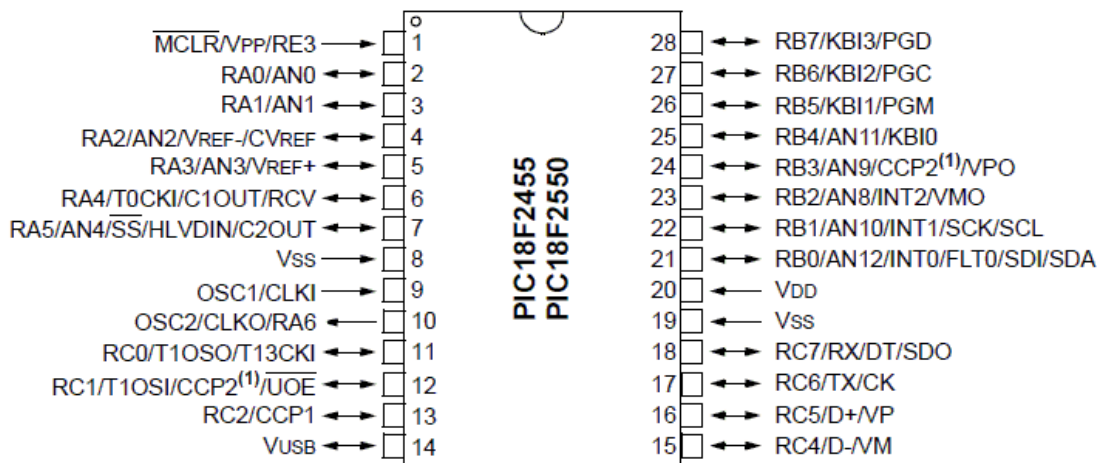 MCLR/VPP/RE3 1
RA0/AN0 2
RA1/AN1 3
RA2/AN2/VREF-/CVREF 4
RA3/AN3/VREF+ 5
RA4/T0CKI/C1OUT/RCV 6
RA5/AN4/SS/HLVDIN/C2OUT 7
VSS 8
OSC1/CLKI 9
OSC2/CLKO/RA6 10
RC0/T1OSO/T13CKI 11
RC1/T1OSI/CCP2(1)/UOE 12
RC2/CCP1 13
VUSB 14
PIC18F2455
PIC18F2550
28 RB7/KBI3/PGD
27 RB6/KBI2/PGC
26 RB5/KBI1/PGM
25 RB4/AN11/KBI0
24 RB3/AN9/CCP2(1)/VPO
23 RB2/AN8/INT2/VMO
22 RB1/AN10/INT1/SCK/SCL
21 RB0/AN12/INT0/FLT0/SDI/SDA
20 VDD
19 VSS
18 RC7/RX/DT/SDO
17 RC6/TX/CK
16 RC5/D+/VP
15 RC4/D-/VM